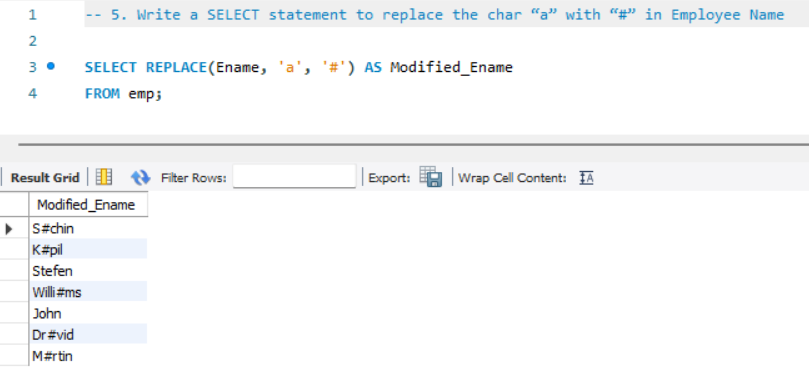 1 -- 5. Write a SELECT statement to replace the char “a” with “#” in Employee Name
2
3 SELECT REPLACE(Ename, 'a', '#') AS Modified_Ename
4 FROM emp;
Result Grid Filter Rows: Export: Wrap Cell Content: IA
Modified_Ename
S#chin
K#pil
Stefen
Willi#ms
John
Dr#vid
M#rtin